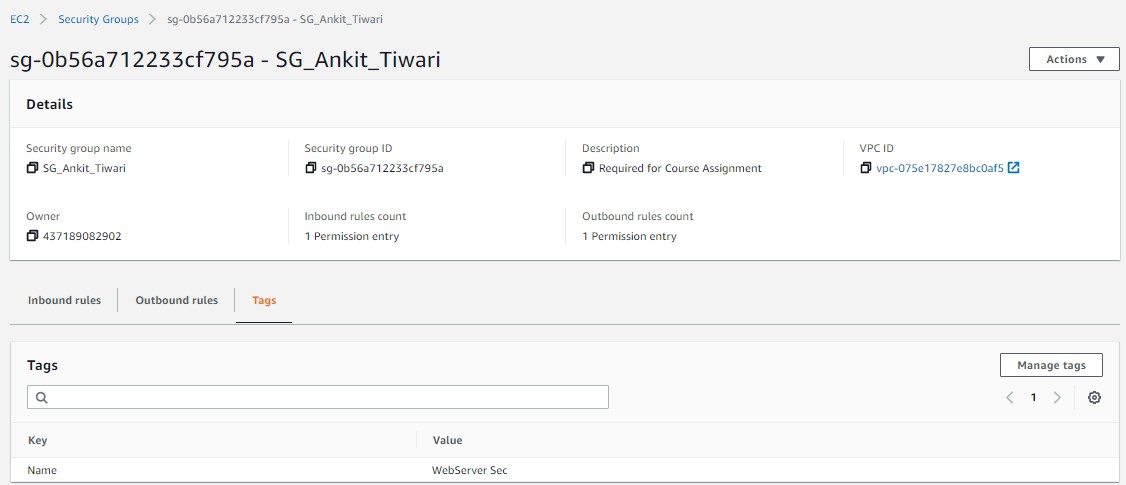 EC2 > Security Groups > sg-0b56a712233cf795a - SG_Ankit_Tiwari
sg-0b56a712233cf795a - SG_Ankit_Tiwari
Actions
Details
Security group name
SG_Ankit_Tiwari
Security group ID
sg-0b56a712233cf795a
Description
Required for Course Assignment
VPC ID
vpc-075e17827e8bc0af5
Owner
437189082902
Inbound rules count
1 Permission entry
Outbound rules count
1 Permission entry
Inbound rules
Outbound rules
Tags
Tags
Manage tags
1
Key
Value
Name
WebServer Sec